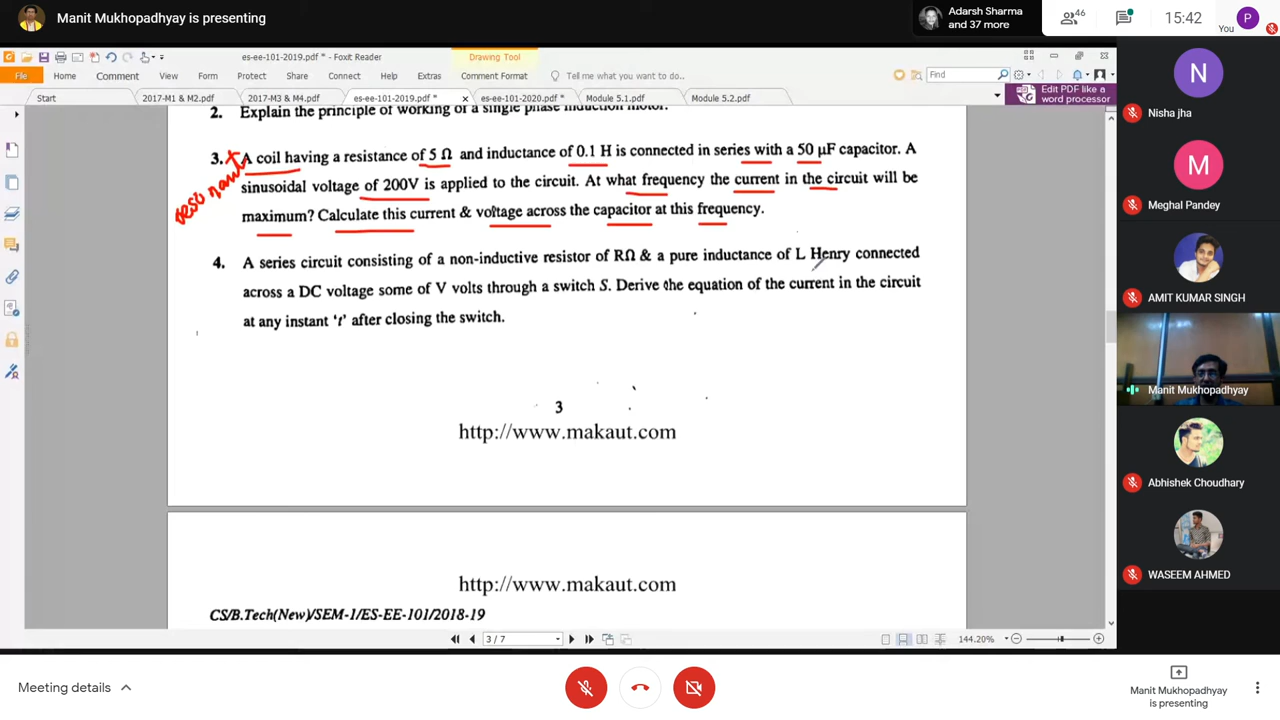 Manit Mukhopadhyay is presenting
Adarsh Sharma
and 37 more
46
15:42
You
P
es-ee-101-2019.pdf * - Foxit Reader
Drawing Tool
File
Home
Comment
View
Form
Protect
Share
Connect
Help
Extras
Comment Format
Tell me what you want to do..
Find
Start
2017-M1 & M2.pdf
2017-M3 & M4.pdf
es-ee-101-2019.pdf *
es-ee-101-2020.pdf *
Module 5.1.pdf
Module 5.2.pdf
Edit PDF like a
word processor
2. Explain the principle of working of a single phase induction motor.
3. A coil having a resistance of 5 Ω and inductance of 0.1 H is connected in series with a 50 μF capacitor. A
sinusoidal voltage of 200V is applied to the circuit. At what frequency the current in the circuit will be
maximum? Calculate this current & voltage across the capacitor at this frequency.
resonant
4. A series circuit consisting of a non-inductive resistor of RΩ & a pure inductance of L Henry connected
across a DC voltage some of V volts through a switch S. Derive the equation of the current in the circuit
at any instant ‘t’ after closing the switch.
3
http://www.makaut.com
http://www.makaut.com
CS/B.Tech(New)/SEM-1/ES-EE-101/2018-19
3 / 7
144.20%
N
Nisha jha
M
Meghal Pandey
AMIT KUMAR SINGH
Manit Mukhopadhyay
Abhishek Choudhary
WASEEM AHMED
Meeting details
Manit Mukhopadhyay
is presenting